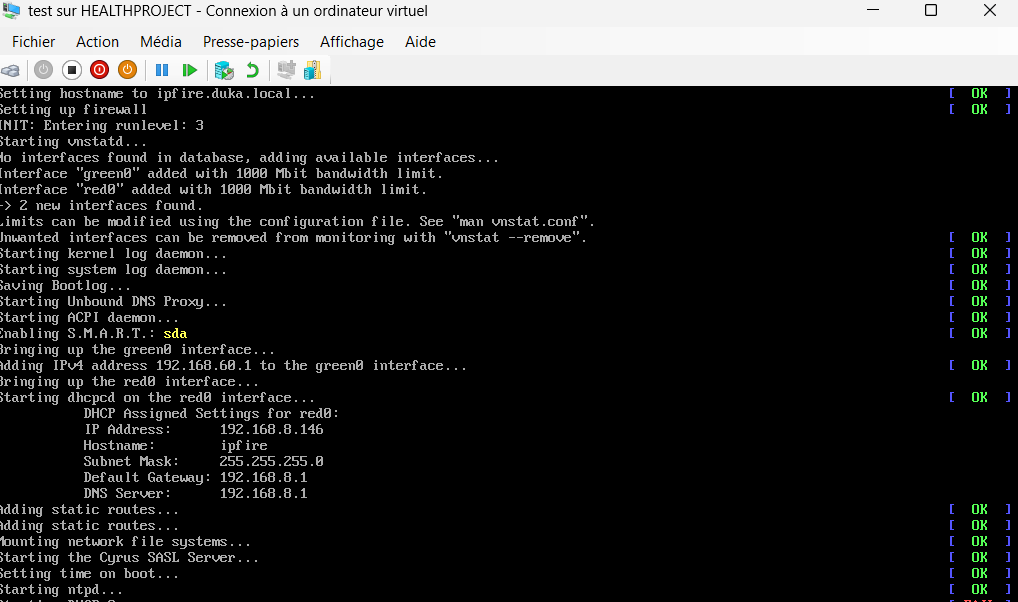 test sur HEALTHPROJECT - Connexion à un ordinateur virtuel
Fichier Action Média Presse-papiers Affichage Aide
Setting hostname to ipfire.duka.local... [ OK ]
Setting up firewall [ OK ]
INIT: Entering runlevel: 3
Starting vnstatd...
No interfaces found in database, adding available interfaces...
Interface "green0" added with 1000 Mbit bandwidth limit.
Interface "red0" added with 1000 Mbit bandwidth limit.
-> 2 new interfaces found.
Limits can be modified using the configuration file. See "man vnstat.conf".
Unwanted interfaces can be removed from monitoring with "vnstat --remove". [ OK ]
Starting kernel log daemon... [ OK ]
Starting system log daemon... [ OK ]
Saving Bootlog... [ OK ]
Starting Unbound DNS Proxy... [ OK ]
Starting ACPI daemon... [ OK ]
Enabling S.M.A.R.T.: sda [ OK ]
Bringing up the green0 interface...
Adding IPv4 address 192.168.60.1 to the green0 interface... [ OK ]
Bringing up the red0 interface...
Starting dhcpcd on the red0 interface... [ OK ]
DHCP Assigned Settings for red0:
IP Address: 192.168.8.146
Hostname: ipfire
Subnet Mask: 255.255.255.0
Default Gateway: 192.168.8.1
DNS Server: 192.168.8.1
Adding static routes... [ OK ]
Adding static routes... [ OK ]
Mounting network file systems... [ OK ]
Starting the Cyrus SASL Server... [ OK ]
Setting time on boot... [ OK ]
Starting ntpd... [ OK ]